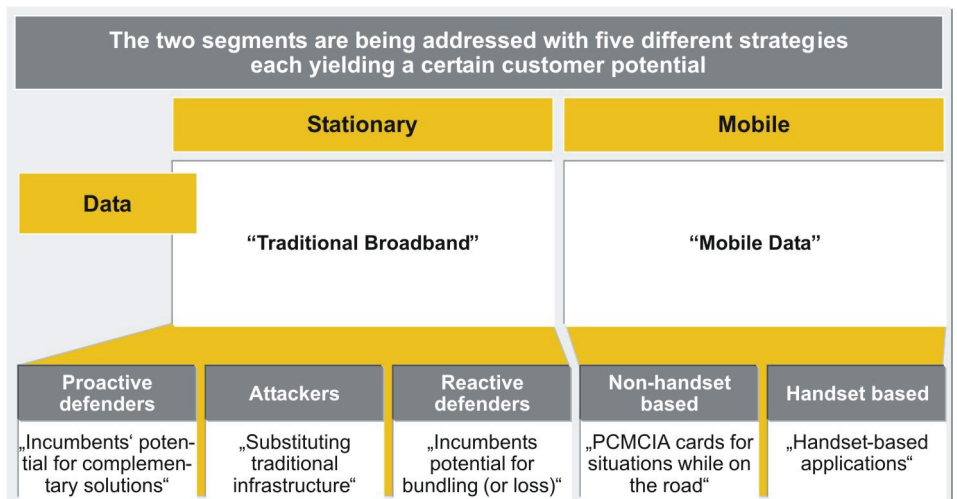 The two segments are being addressed with five different strategies
each yielding a certain customer potential
Stationary
Mobile
Data
“Traditional Broadband”
“Mobile Data”
Proactive
defenders
Attackers
Reactive
defenders
Non-handset
based
Handset based
„Incumbents‘ poten-
tial for complemen-
tary solutions“
„Substituting
traditional
infrastructure“
„Incumbents
potential for
bundling (or loss)“
„PCMCIA cards for
situations while on
the road“
„Handset-based
applications“